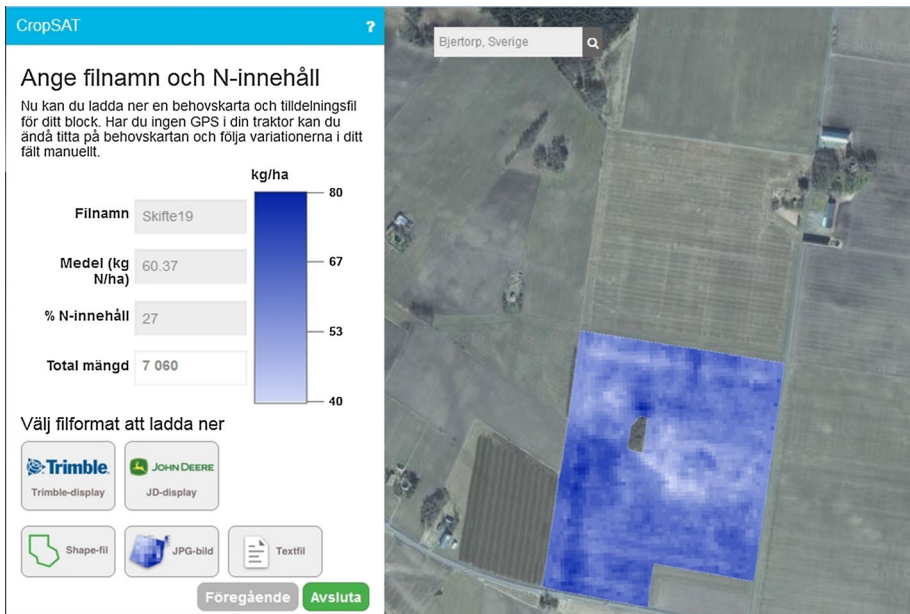 CropSAT ?
Bjertorp, Sverige
Ange filnamn och N-innehåll
Nu kan du ladda ner en behovskarta och tilldelningsfil
för ditt block. Har du ingen GPS i din traktor kan du
ändå titta på behovskartan och följa variationerna i ditt
fält manuellt.
kg/ha
80
Filnamn Skifte19
67
Medel (kg
N/ha) 60.37
% N-innehåll 27
53
Total mängd 7 060
40
Välj filformat att ladda ner
Trimble
Trimble-display
JOHN DEERE
JD-display
Shape-fil
JPG-bild
Textfil
Föregående
Avsluta